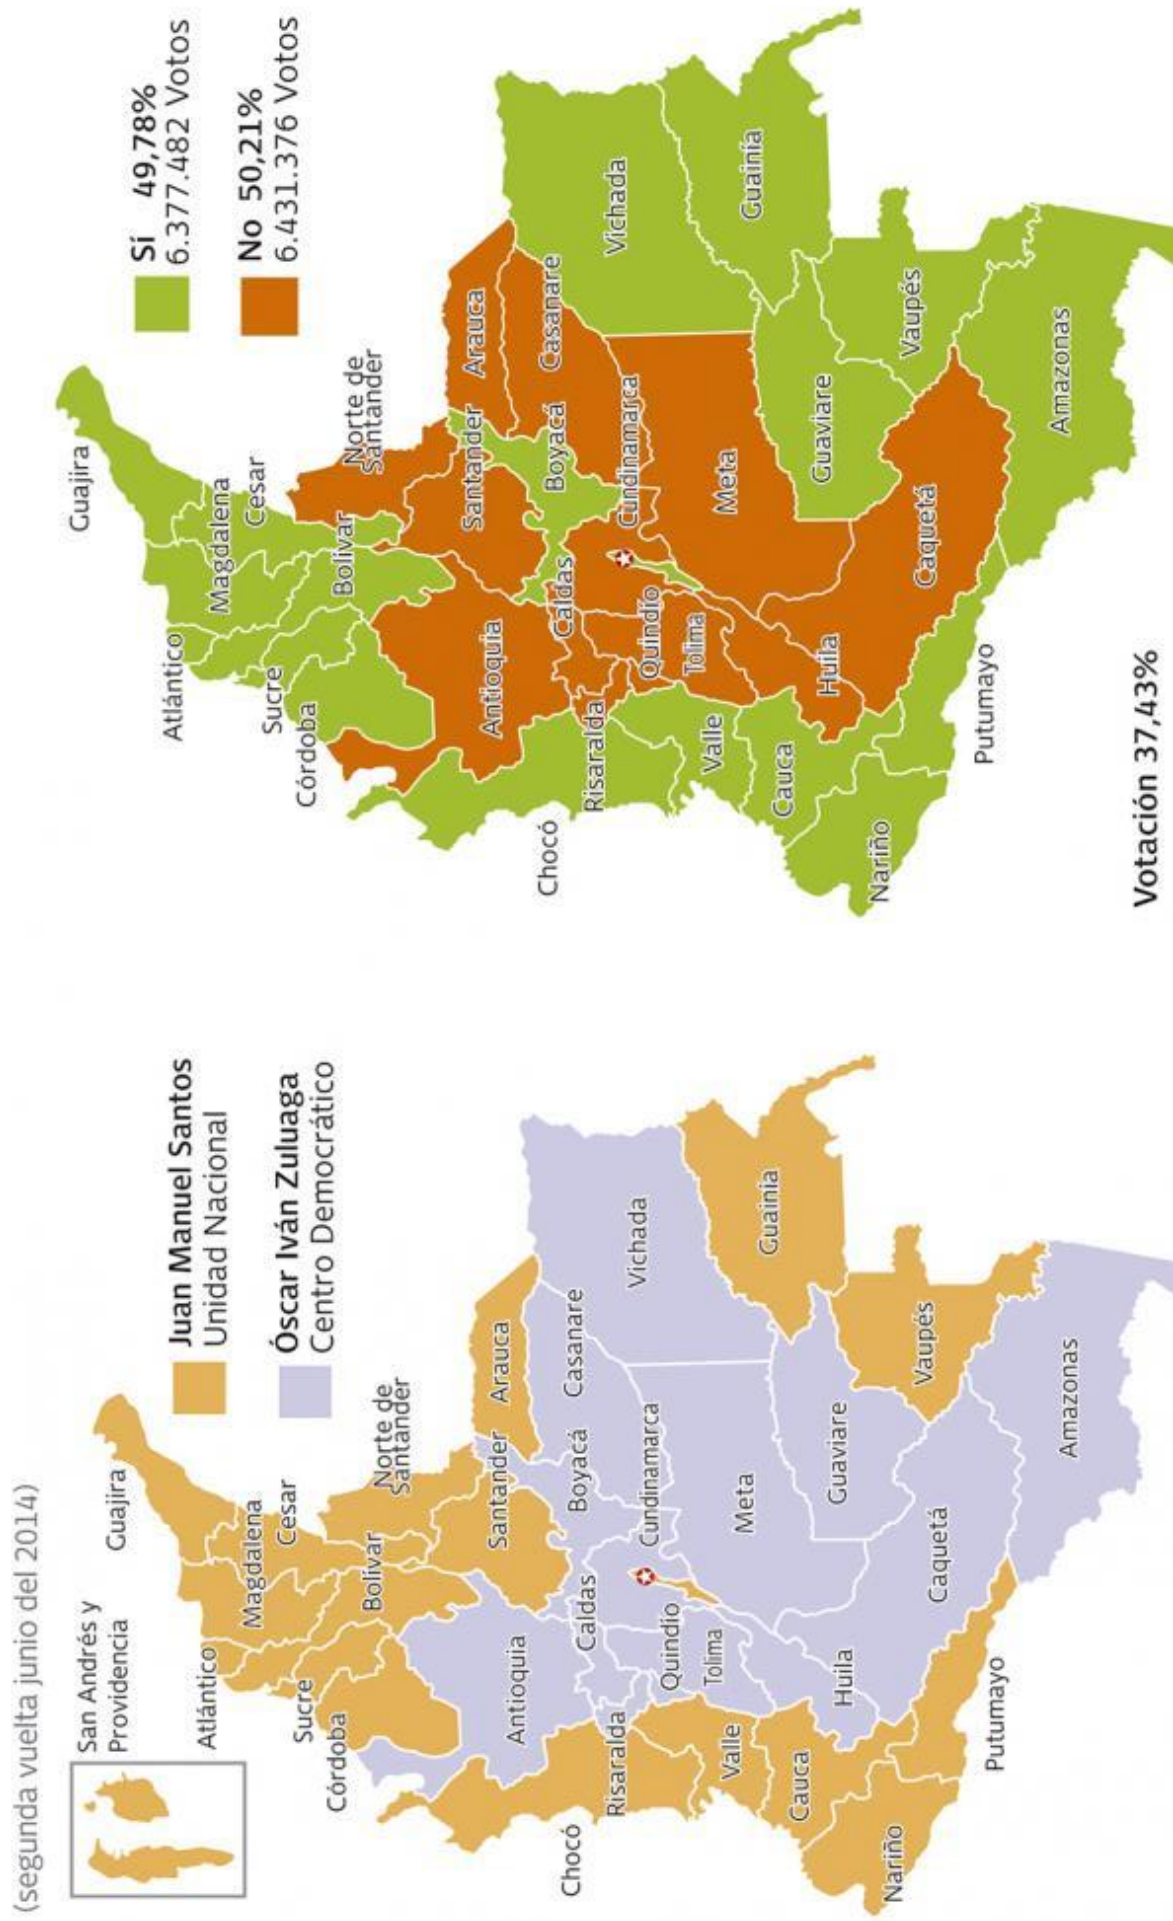 (segunda vuelta junio del 2014)
San Andrés y
Providencia
Juan Manuel Santos
Unidad Nacional
Óscar Iván Zuluaga
Centro Democrático
Guajira
Atlántico
Magdalena
Cesar
Sucre
Córdoba
Bolívar
Norte de
Santander
Antioquia
Santander
Arauca
Chocó
Caldas
Boyacá
Casanare
Risaralda
Cundinamarca
Vichada
Quindío
Tolima
Valle
Meta
Guainia
Cauca
Huila
Guaviare
Nariño
Caquetá
Vaupés
Putumayo
Amazonas
Sí 49,78%
6.377.482 Votos
No 50,21%
6.431.376 Votos
Guajira
Atlántico
Magdalena
Cesar
Sucre
Córdoba
Bolívar
Norte de
Santander
Antioquia
Santander
Arauca
Chocó
Caldas
Boyacá
Casanare
Risaralda
Cundinamarca
Vichada
Quindío
Tolima
Valle
Meta
Guainía
Cauca
Huila
Guaviare
Nariño
Caquetá
Vaupés
Putumayo
Amazonas
Votación 37,43%